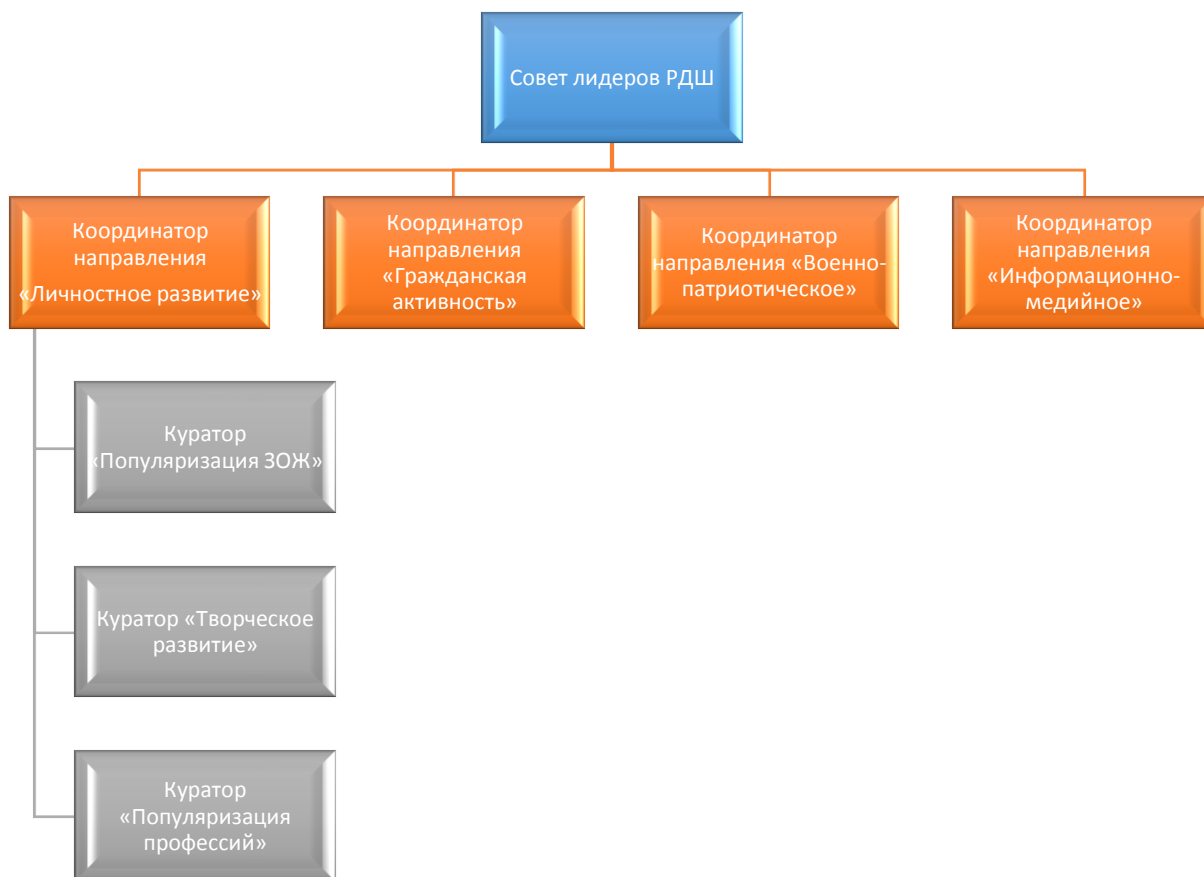 Совет лидеров РДШ
Координатор
направления
«Личностное развитие»
Координатор
направления
«Гражданская
активность»
Координатор
направления «Военно-
патриотическое»
Координатор
направления
«Информационно-
медийное»
Куратор
«Популяризация ЗОЖ»
Куратор «Творческое
развитие»
Куратор
«Популяризация
профессий»